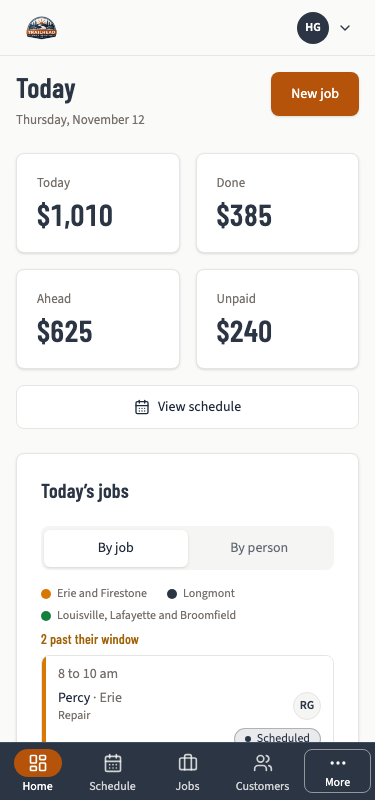 TRAILHEAD
HG
Today
Thursday, November 12
New job
Today
$1,010
Done
$385
Ahead
$625
Unpaid
$240
View schedule
Today's jobs
By job
By person
Erie and Firestone
Longmont
Louisville, Lafayette and Broomfield
2 past their window
8 to 10 am
Percy · Erie
Repair
RG
Scheduled
Home
Schedule
Jobs
Customers
More